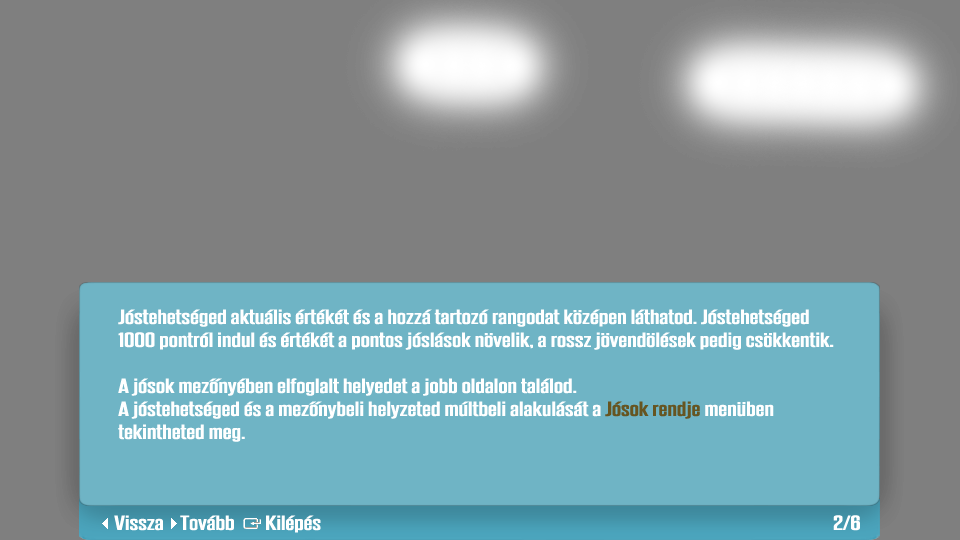 Jóstehetséged aktuális értékét és a hozzá tartozó rangodat középen láthatod. Jóstehetséged
1000 pontról indul és értékét a pontos jóslások növelik, a rossz jövendölések pedig csökkentik.
A jósok mezőnyében elfoglalt helyedet a jobb oldalon találod.
A jóstehetséged és a mezőnybeli helyzeted múltbeli alakulását a Jósok rendje menüben
tekintheted meg.
Vissza Tovább Kilépés 2/6